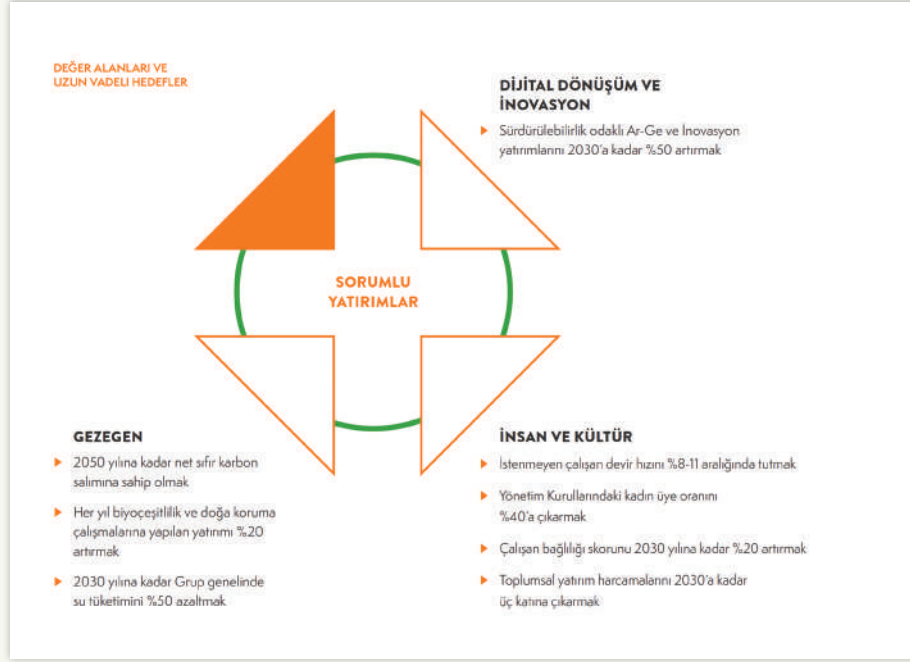 DEĞER ALANLARI VE
UZUN VADELİ HEDEFLER
DİJİTAL DÖNÜŞÜM VE
İNOVASYON
Sürdürülebilirlik odaklı Ar-Ge ve İnovasyon
yatırımlarını 2030'a kadar %50 artırmak
SORUMLU
YATIRIMLAR
GEZEGEN
2050 yılına kadar net sıfır karbon
salımına sahip olmak
Her yıl biyoçeşitlilik ve doğa koruma
çalışmalarına yapılan yatırımı %20
artırmak
2030 yılına kadar Grup genelinde
su tüketimini %50 azaltmak
İNSAN VE KÜLTÜR
İstenmeyen çalışan devir hızını %8-11 aralığında tutmak
Yönetim Kurullarındaki kadın üye oranını
%40'a çıkarmak
Çalışan bağlılığı skorunu 2030 yılına kadar %20 artırmak
Toplumsal yatırım harcamalarını 2030'a kadar
üç katına çıkarmak